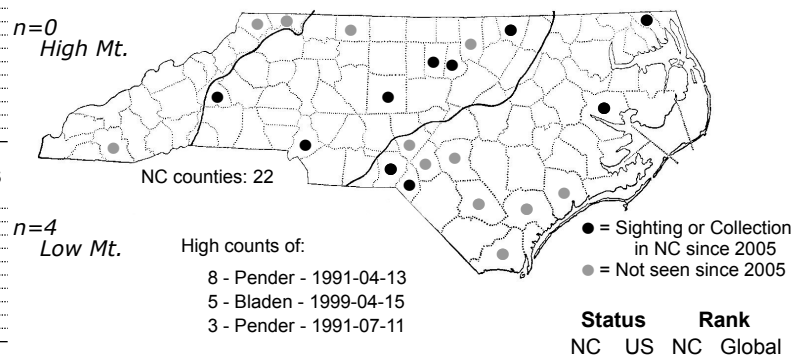 n=0
High Mt.
NC counties: 22
n=4
Low Mt.
High counts of:
8 - Pender - 1991-04-13
5 - Bladen - 1999-04-15
3 - Pender - 1991-07-11
● = Sighting or Collection
in NC since 2005
● = Not seen since 2005
Status Rank
NC US NC Global